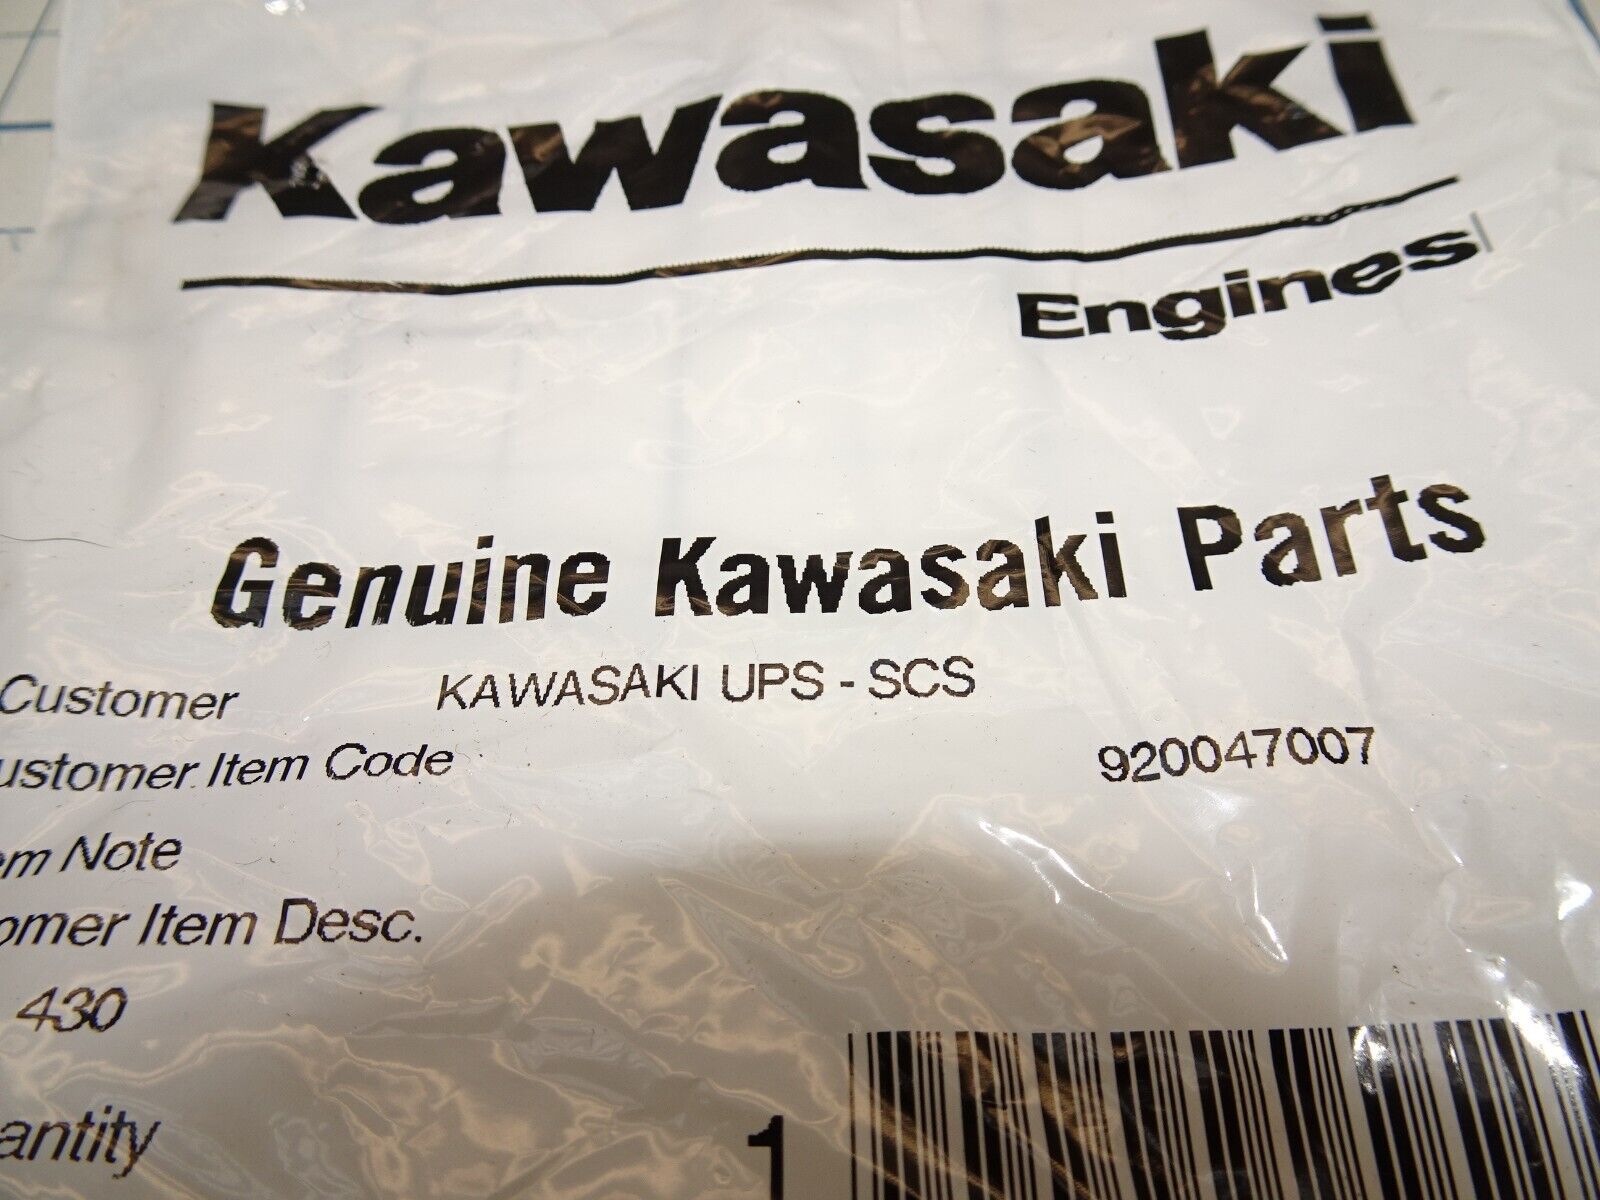 Kawasaki
Engines
Genuine Kawasaki Parts
Customer KAWASAKI UPS - SCS
ustomer Item Code 920047007
em Note
omer Item Desc.
430
antity 1